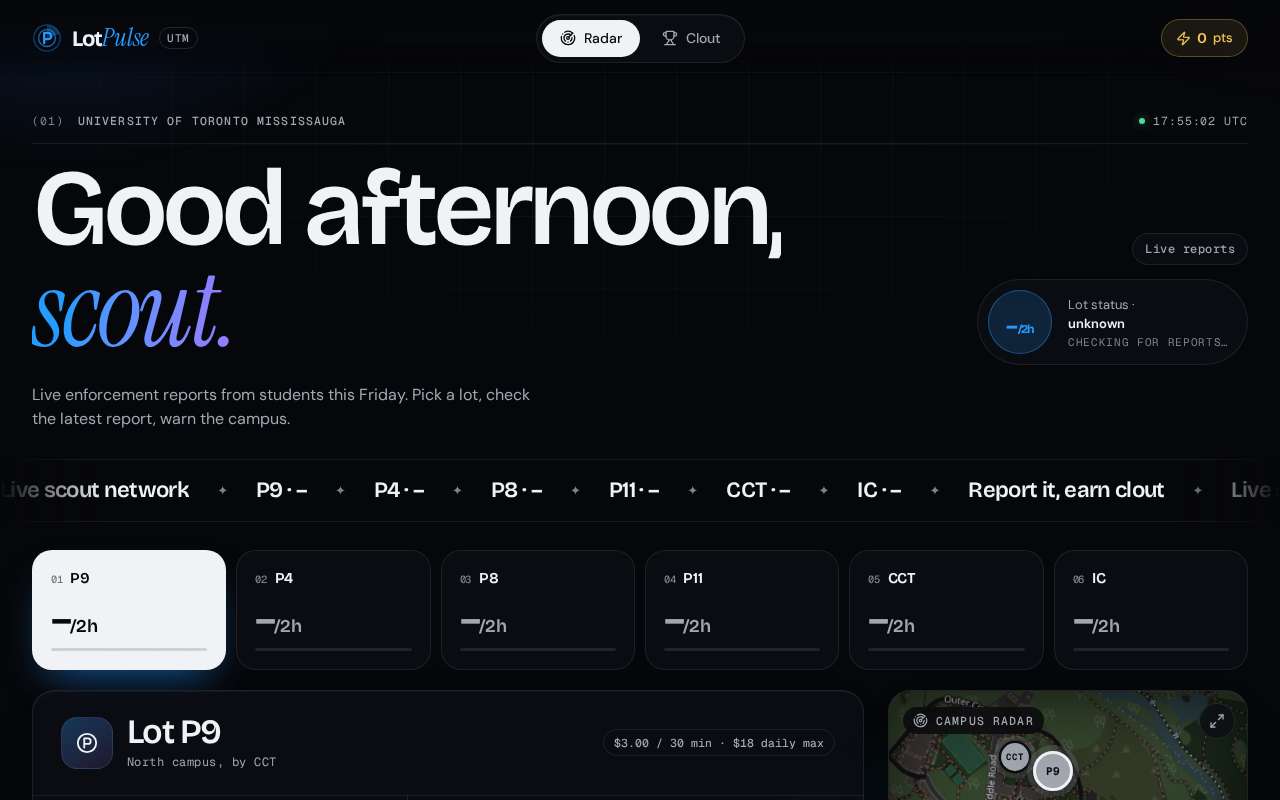 P LotPulse UTM
Radar
Clout
0 pts
(01) UNIVERSITY OF TORONTO MISSISSAUGA
17:55:02 UTC
Good afternoon,
scout.
Live reports
–/2h
Lot status ·
unknown
CHECKING FOR REPORTS…
Live enforcement reports from students this Friday. Pick a lot, check
the latest report, warn the campus.
Live scout network ✦ P9 · – ✦ P4 · – ✦ P8 · – ✦ P11 · – ✦ CCT · – ✦ IC · – ✦ Report it, earn clout ✦ Live
01 P9
–/2h
02 P4
–/2h
03 P8
–/2h
04 P11
–/2h
05 CCT
–/2h
06 IC
–/2h
P
Lot P9
North campus, by CCT
$3.00 / 30 min · $18 daily max
Outer
CAMPUS RADAR
CCT
P9
Road